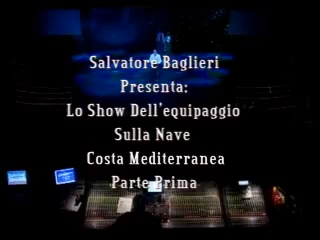 Salvatore Baglieri
Presenta:
Lo Show Dell'equipaggio
Sulla Nave
Costa Mediterranea
Parte Prima